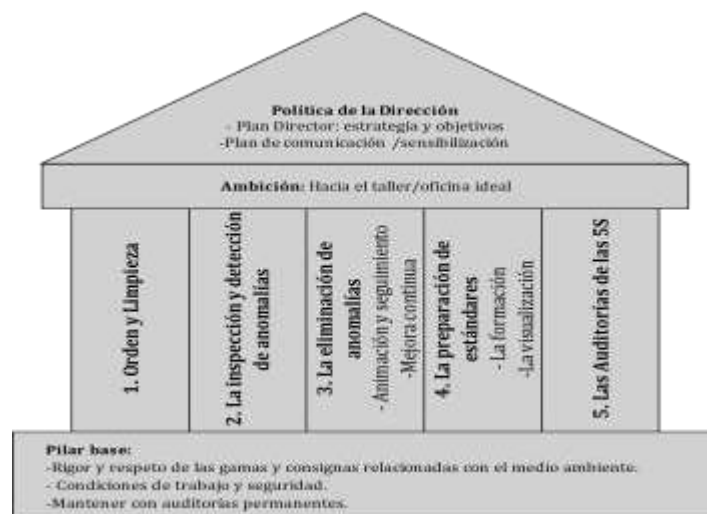 Política de la Dirección
- Plan Director: estrategia y objetivos
-Plan de comunicación /sensibilización
Ambición: Hacia el taller/oficina ideal
1. Orden y Limpieza
2. La inspección y detección
de anomalías
3. La eliminación de
anomalías
- Animación y seguimiento
-Mejora continua
4. La preparación de
estándares
- La formación
-La visualización
5. Las Auditorias de las 5S
Pilar base:
-Rigor y respeto de las gamas y consignas relacionadas con el medio ambiente.
- Condiciones de trabajo y seguridad.
-Mantener con auditorías permanentes.